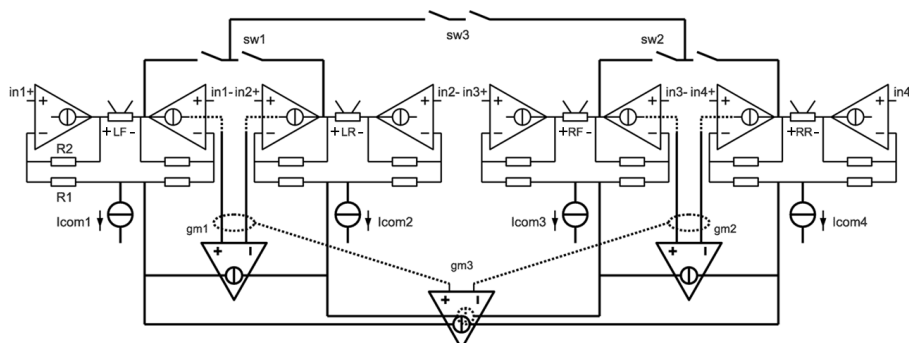 sw1
sw3
sw2
in1+
in1-
in2+
in2-
in3+
in3-
in4+
in4
+ LF -
+ LR -
+ RF -
+ RR -
R2
R1
Icom1
Icom2
Icom3
Icom4
gm1
gm2
gm3